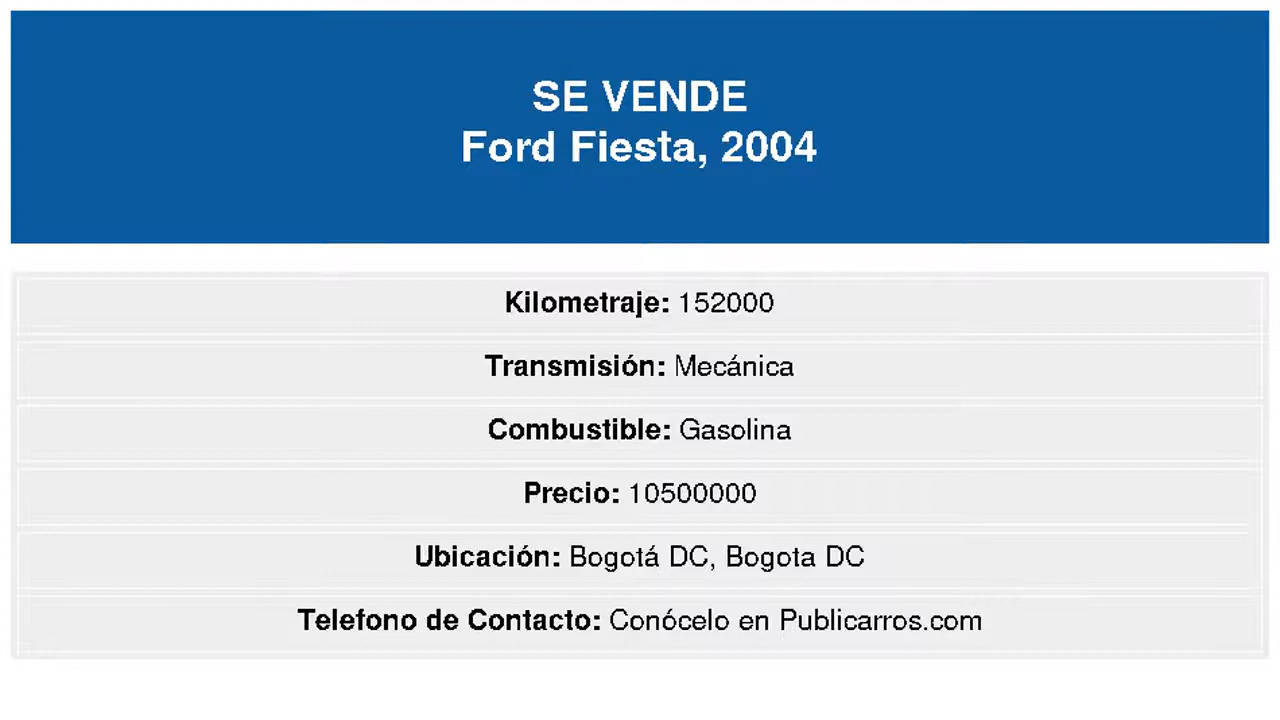 SE VENDE
Ford Fiesta, 2004
Kilometraje: 152000
Transmisión: Mecánica
Combustible: Gasolina
Precio: 10500000
Ubicación: Bogotá DC, Bogota DC
Telefono de Contacto: Conócelo en Publicarros.com